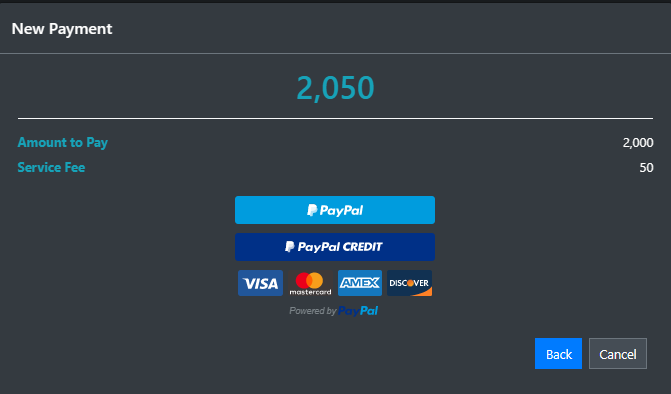 New Payment
2,050
Amount to Pay 2,000
Service Fee 50
PayPal
PayPal CREDIT
VISA mastercard AMEX DISCOVER
Powered by PayPal
Back Cancel